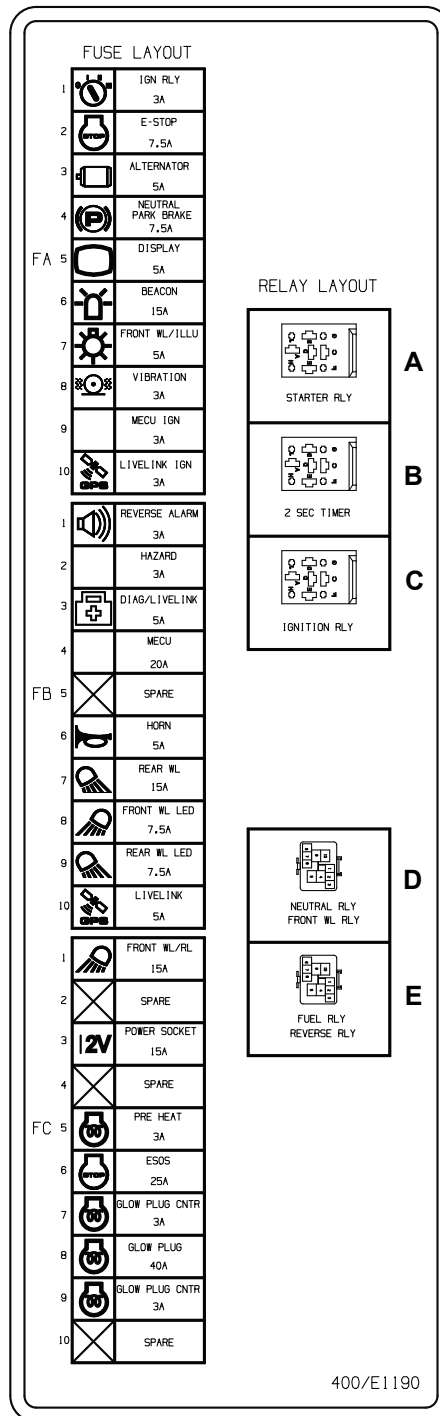 FUSE LAYOUT
FA
1 IGN RLY
3A
2 STOP E-STOP
7.5A
3 ALTERNATOR
5A
4 P NEUTRAL
PARK BRAKE
7.5A
5 DISPLAY
5A
6 BEACON
15A
7 FRONT WL/ILLU
5A
8 VIBRATION
3A
9 MECU IGN
3A
10 GPS LIVELINK IGN
3A
FB
1 REVERSE ALARM
3A
2 HAZARD
3A
3 DIAG/LIVELINK
5A
4 MECU
20A
5 SPARE
6 HORN
5A
7 REAR WL
15A
8 FRONT WL LED
7.5A
9 REAR WL LED
7.5A
10 GPS LIVELINK
5A
FC
1 FRONT WL/RL
15A
2 SPARE
3 12V POWER SOCKET
15A
4 SPARE
5 PRE HEAT
3A
6 STOP ESOS
25A
7 GLOW PLUG CNTR
3A
8 GLOW PLUG
40A
9 GLOW PLUG CNTR
3A
10 SPARE
RELAY LAYOUT
A
STARTER RLY
B
2 SEC TIMER
C
IGNITION RLY
D
NEUTRAL RLY
FRONT WL RLY
E
FUEL RLY
REVERSE RLY
400/E1190